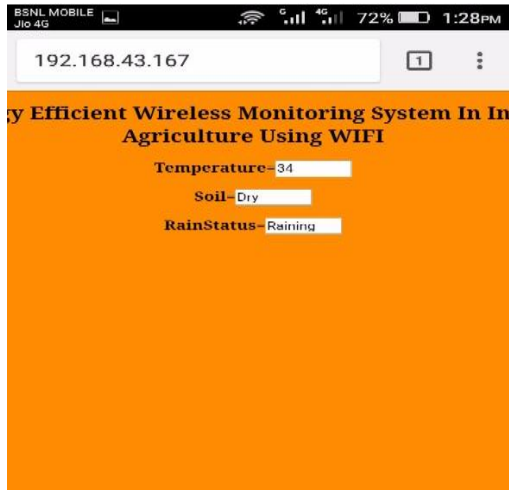 BSNL MOBILE
Jio 4G
G 4G 72% 1:28PM
192.168.43.167
1
y Efficient Wireless Monitoring System In In
Agriculture Using WIFI
Temperature=34
Soil=Dry
RainStatus=Raining